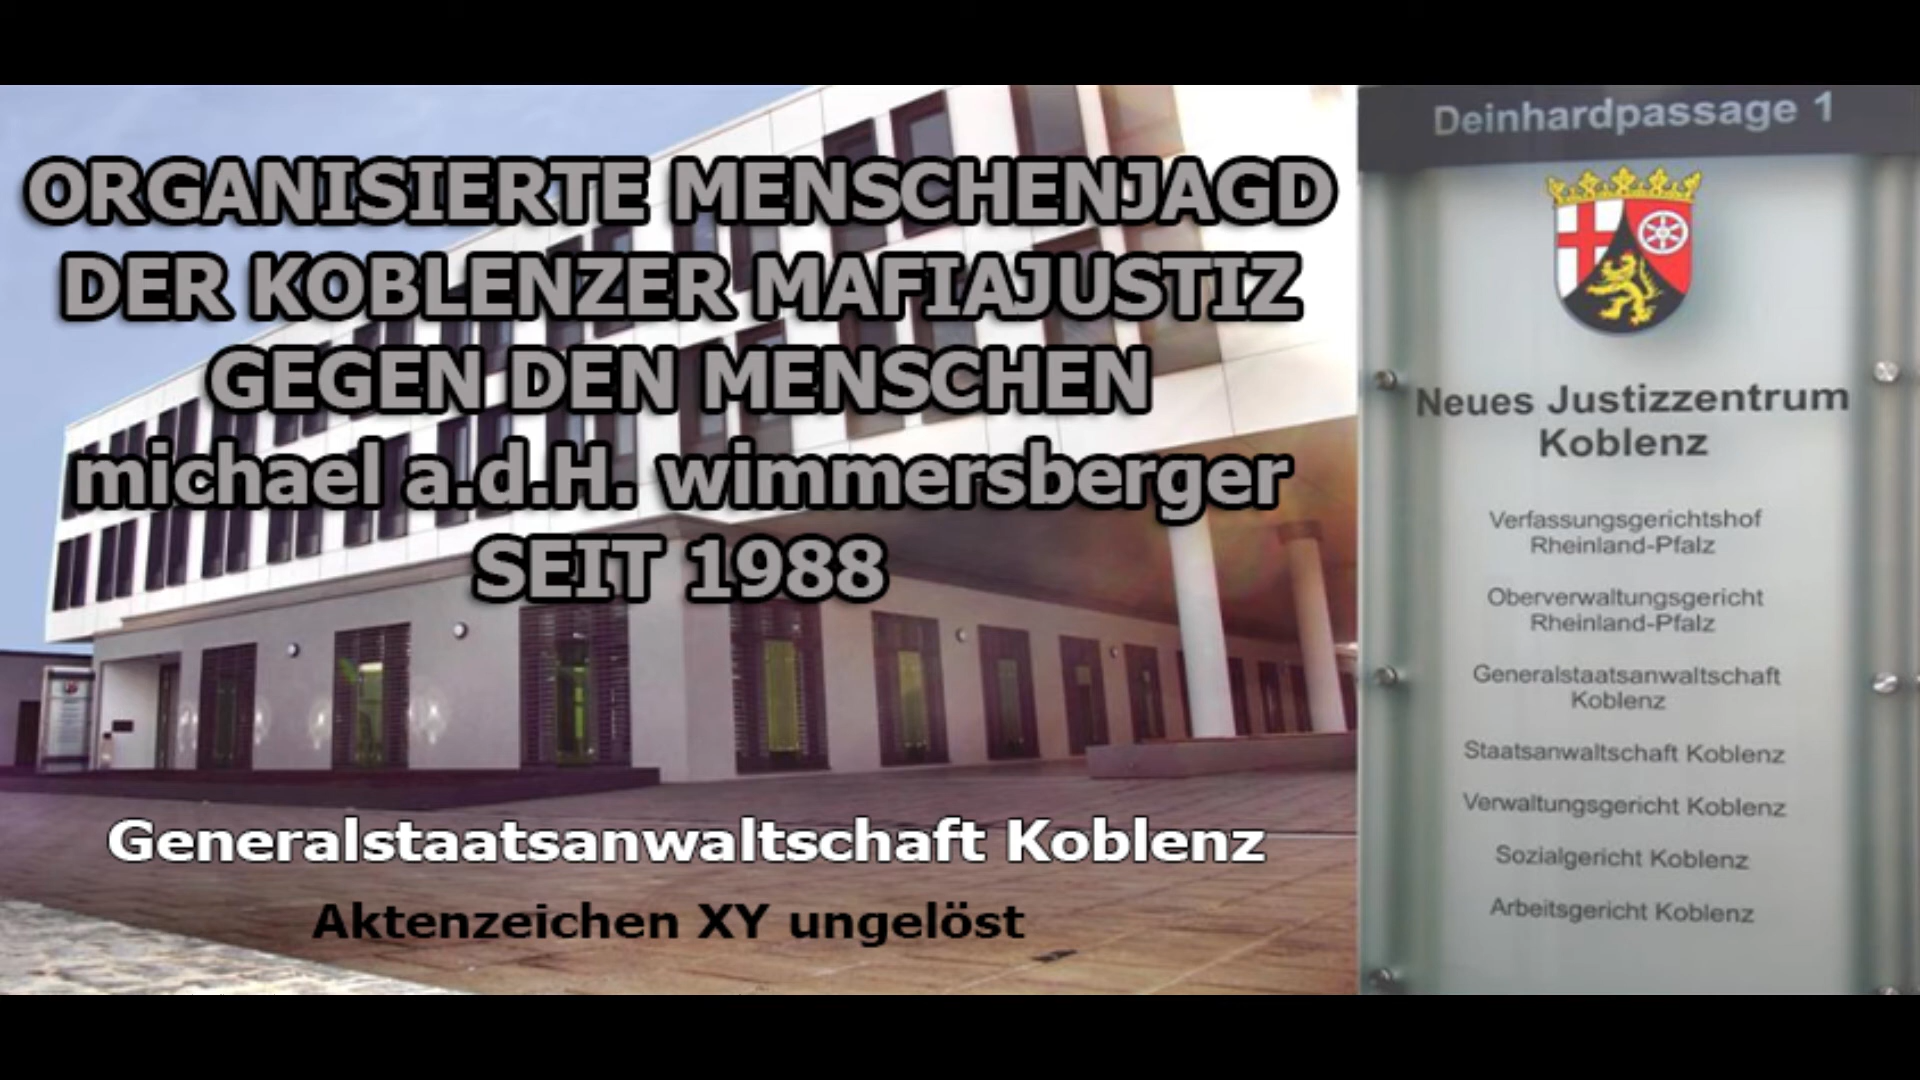 ORGANISIERTE MENSCHENJAGD
DER KOBLENZER MAFIAJUSTIZ
GEGEN DEN MENSCHEN
michael a.d.H. wimmersberger
SEIT 1988
Generalstaatsanwaltschaft Koblenz
Aktenzeichen XY ungelöst
Deinhardpassage 1
Neues Justizzentrum
Koblenz
Verfassungsgerichtshof
Rheinland-Pfalz
Oberverwaltungsgericht
Rheinland-Pfalz
Generalstaatsanwaltschaft
Koblenz
Staatsanwaltschaft Koblenz
Verwaltungsgericht Koblenz
Sozialgericht Koblenz
Arbeitsgericht Koblenz